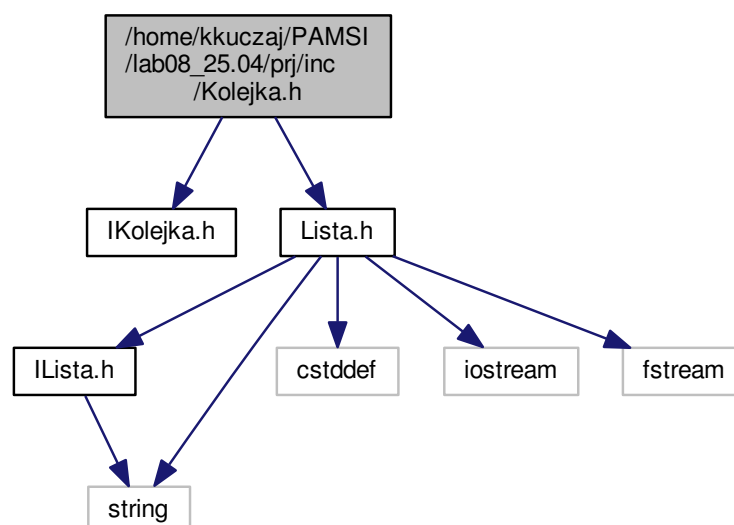 /home/kkuczaj/PAMSI
/lab08_25.04/prj/inc
/Kolejka.h
IKolejka.h
Lista.h
ILista.h
cstddef
iostream
fstream
string